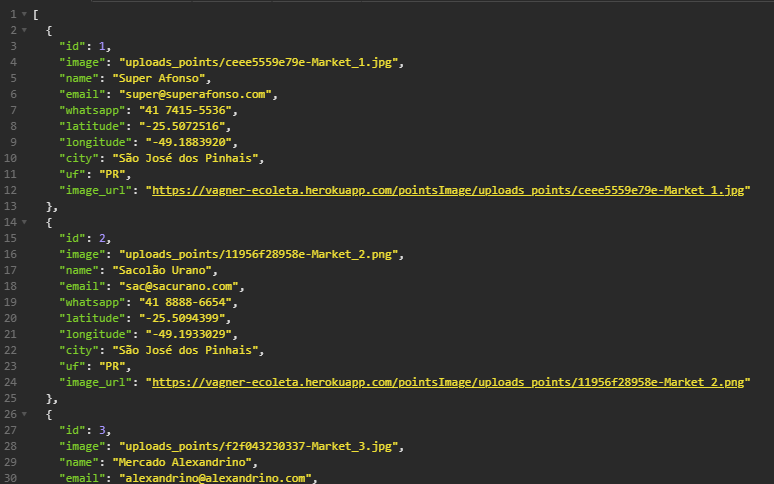 1 [
2 {
3 "id": 1,
4 "image": "uploads_points/ceee5559e79e-Market_1.jpg",
5 "name": "Super Afonso",
6 "email": "super@superafonso.com",
7 "whatsapp": "41 7415-5536",
8 "latitude": "-25.5072516",
9 "longitude": "-49.1883920",
10 "city": "São José dos Pinhais",
11 "uf": "PR",
12 "image_url": "https://vagner-ecoleta.herokuapp.com/pointsImage/uploads_points/ceee5559e79e-Market_1.jpg"
13 },
14 {
15 "id": 2,
16 "image": "uploads_points/11956f28958e-Market_2.png",
17 "name": "Sacolão Urano",
18 "email": "sac@sacurano.com",
19 "whatsapp": "41 8888-6654",
20 "latitude": "-25.5094399",
21 "longitude": "-49.1933029",
22 "city": "São José dos Pinhais",
23 "uf": "PR",
24 "image_url": "https://vagner-ecoleta.herokuapp.com/pointsImage/uploads_points/11956f28958e-Market_2.png"
25 },
26 {
27 "id": 3,
28 "image": "uploads_points/f2f043230337-Market_3.jpg",
29 "name": "Mercado Alexandrino",
30 "email": "alexandrino@alexandrino.com",